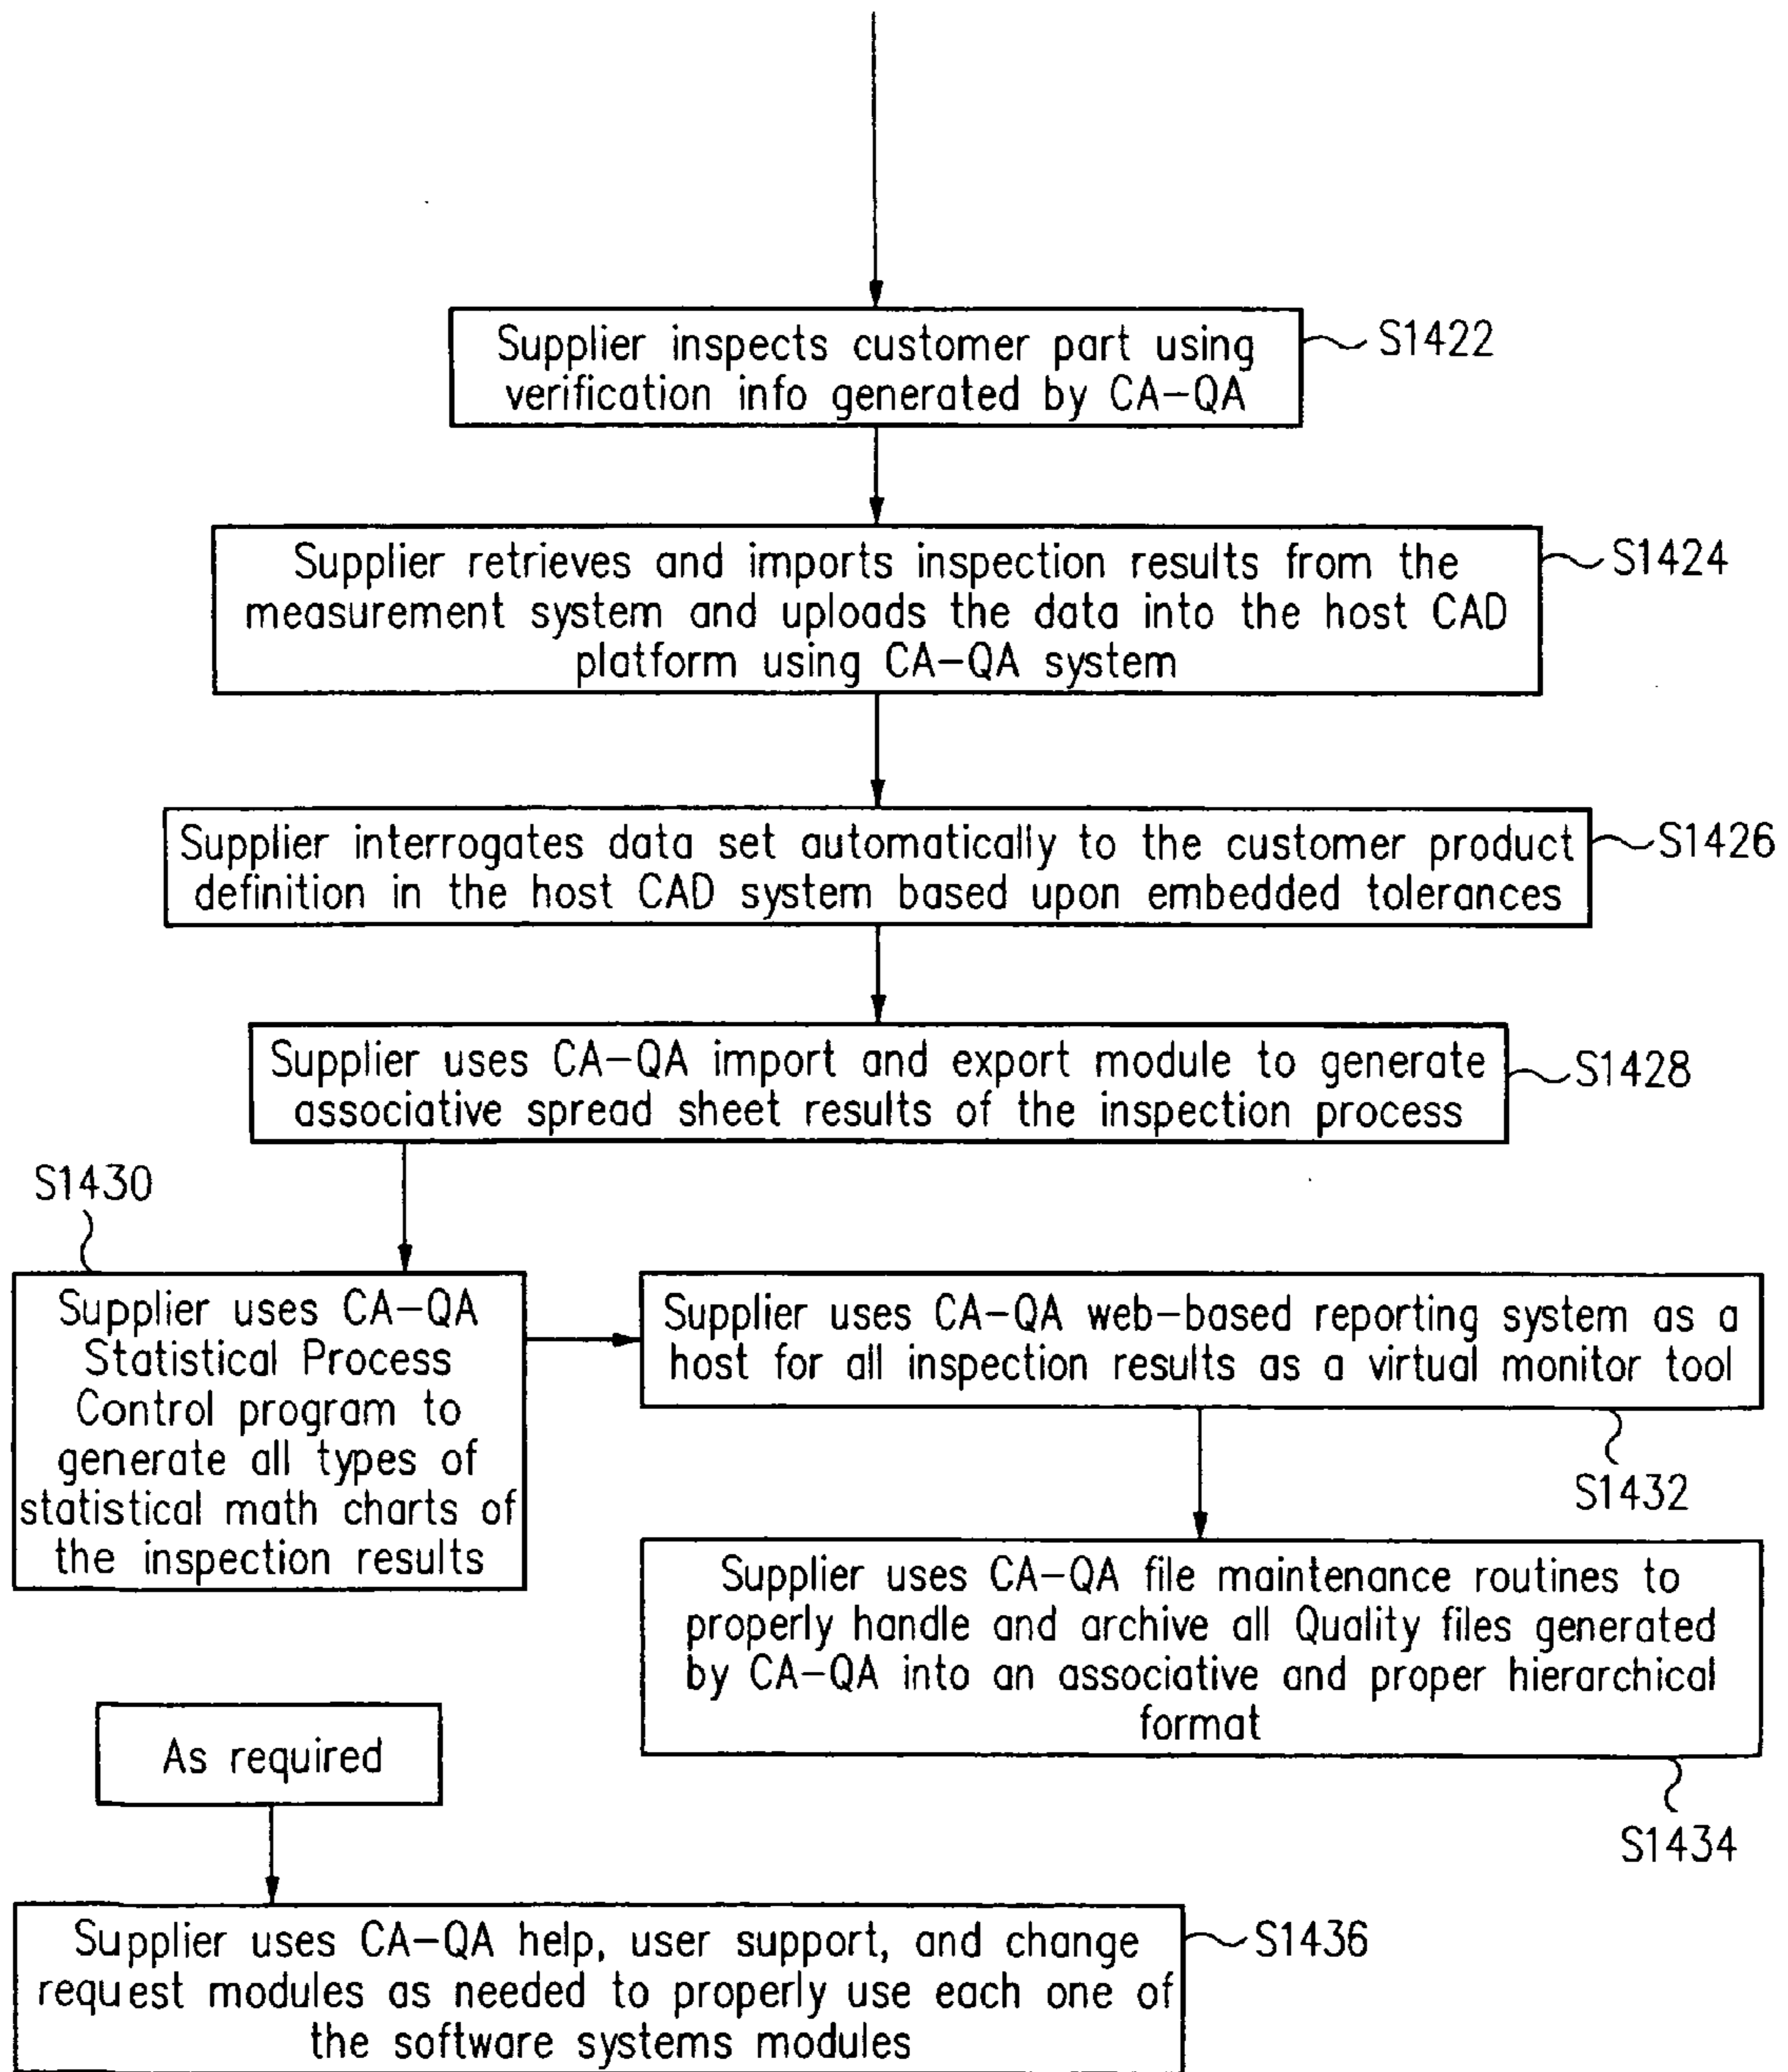 Supplier inspects customer part using
verification info generated by CA-QA
S1422
Supplier retrieves and imports inspection results from the
measurement system and uploads the data into the host CAD
platform using CA-QA system
S1424
Supplier interrogates data set automatically to the customer product
definition in the host CAD system based upon embedded tolerances
S1426
Supplier uses CA-QA import and export module to generate
associative spread sheet results of the inspection process
S1428
S1430
Supplier uses CA-QA
Statistical Process
Control program to
generate all types of
statistical math charts of
the inspection results
Supplier uses CA-QA web-based reporting system as a
host for all inspection results as a virtual monitor tool
S1432
Supplier uses CA-QA file maintenance routines to
properly handle and archive all Quality files generated
by CA-QA into an associative and proper hierarchical
format
S1434
As required
Supplier uses CA-QA help, user support, and change
request modules as needed to properly use each one of
the software systems modules
S1436